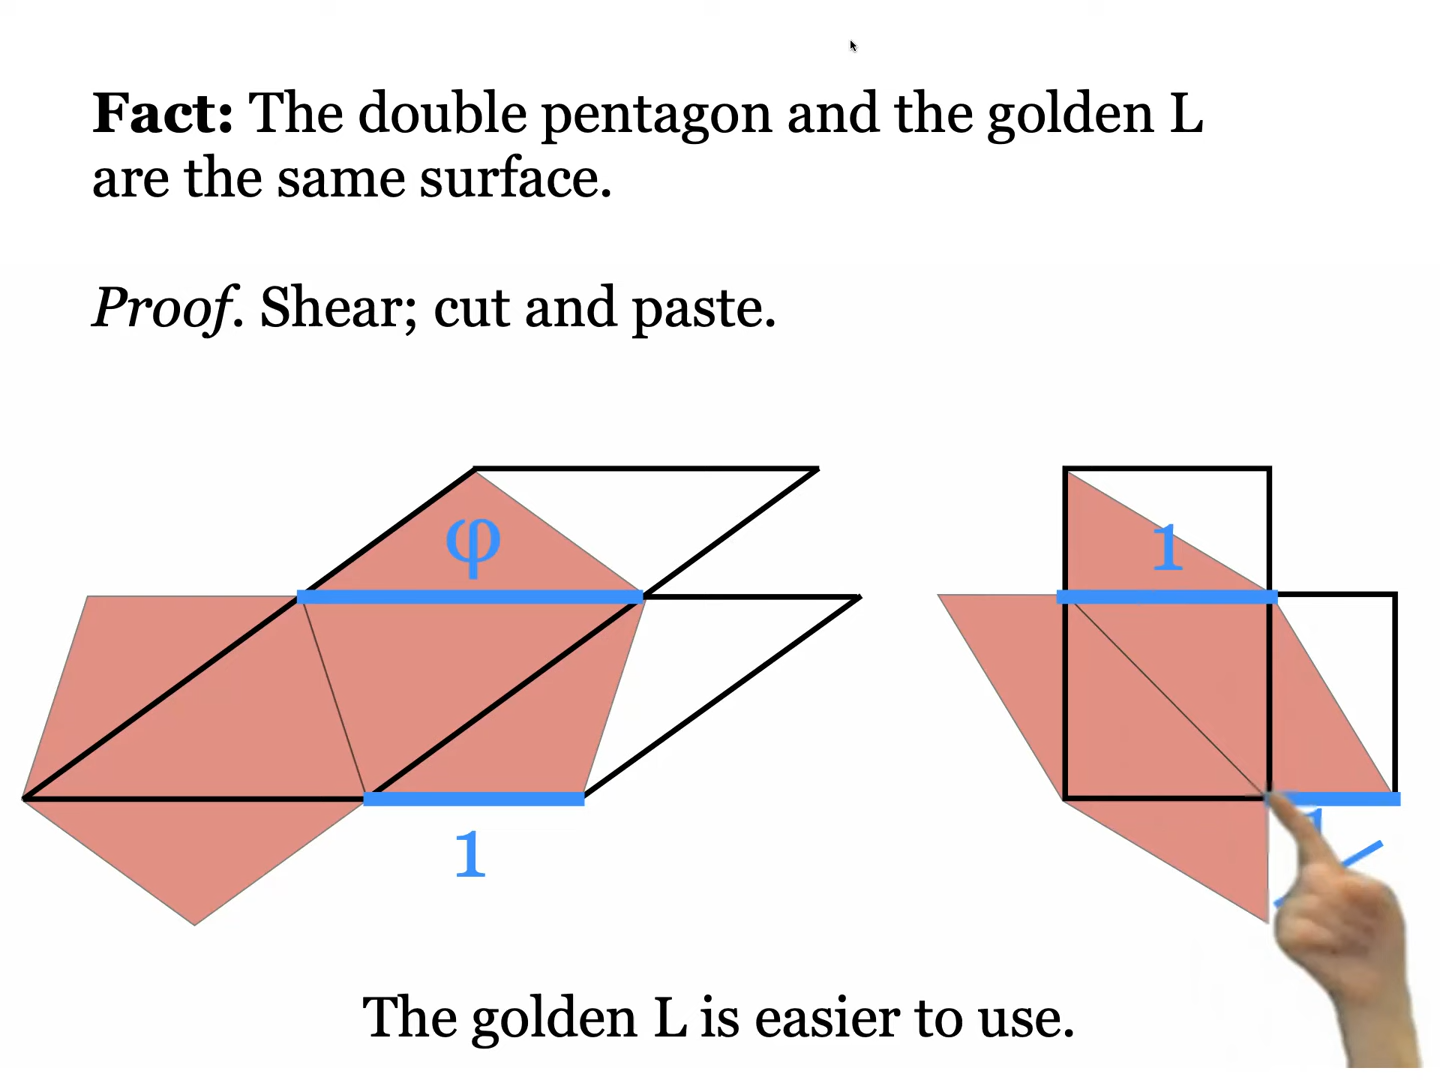 Fact: The double pentagon and the golden L
are the same surface.
Proof. Shear; cut and paste.
φ
1
1
1
The golden L is easier to use.